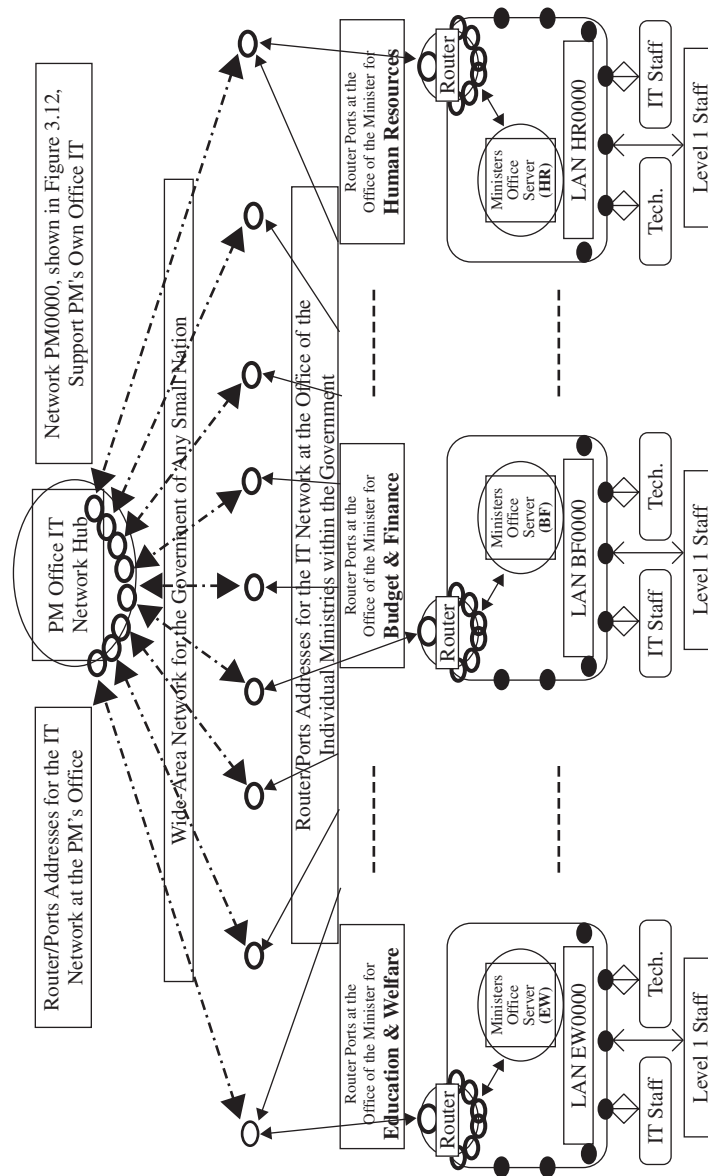 Router/Ports Addresses for the IT
Network at the PM's Office
PM Office IT
Network Hub
Network PM0000, shown in Figure 3.12,
Support PM's Own Office IT
Wide-Area Network for the Government of Any Small Nation
Router/Ports Addresses for the IT Network at the Office of the
Individual Ministries within the Government
Router Ports at the
Office of the Minister for
Education & Welfare
Router
Ministers
Office
Server
(EW)
LAN EW0000
IT Staff
Tech.
Level 1 Staff
Router Ports at the
Office of the Minister for
Budget & Finance
Router
Ministers
Office
Server
(BF)
LAN BF0000
IT Staff
Tech.
Level 1 Staff
Router Ports at the
Office of the Minister for
Human Resources
Router
Ministers
Office
Server
(HR)
LAN HR0000
Tech.
IT Staff
Level 1 Staff